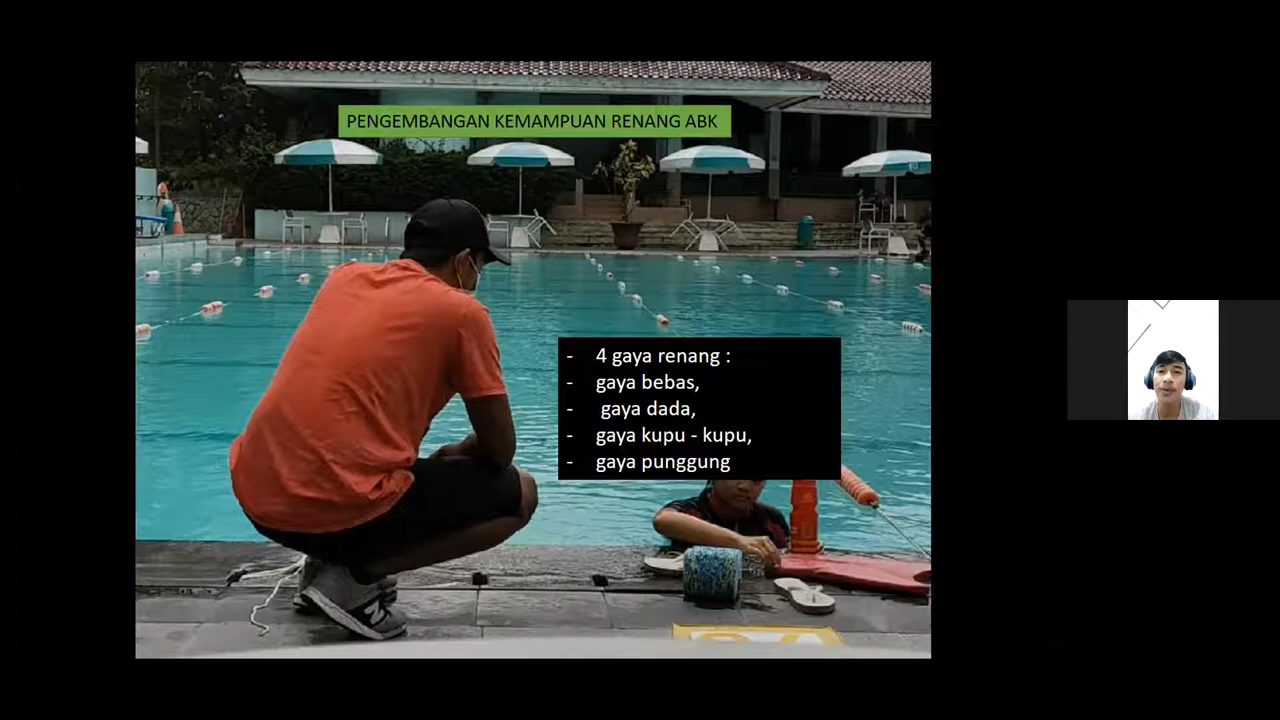 PENGEMBANGAN KEMAMPUAN RENANG ABK
- 4 gaya renang :
- gaya bebas,
- gaya dada,
- gaya kupu - kupu,
- gaya punggung
N